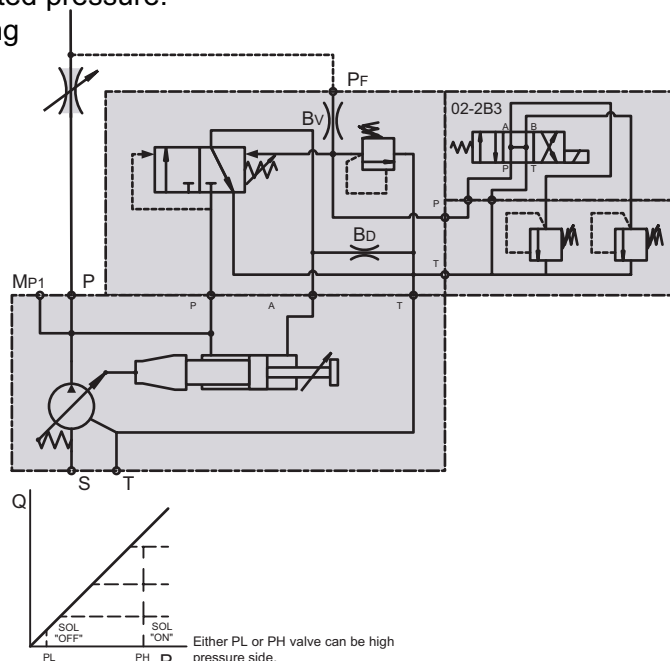 ted pressure.
ng
PF
02-2B3
BV
A B
P T
P
BD
T
MP1 P
P A T
S T
Q
SOL "OFF"
SOL "ON"
PL PH P
Either PL or PH valve can be high
pressure side.